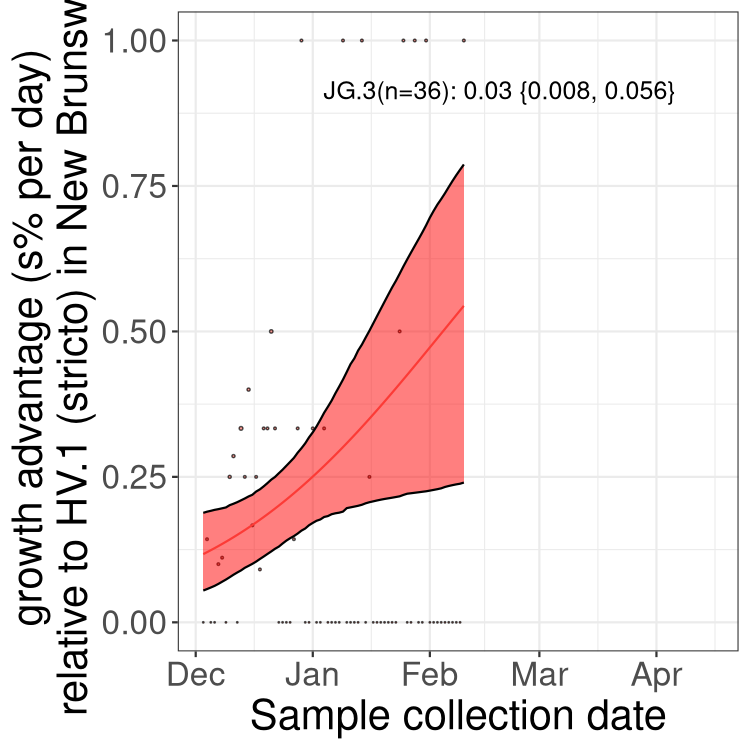 growth advantage (s% per day)
relative to HV.1 (stricto) in New Brunsw
1.00
0.75
0.50
0.25
0.00
JG.3(n=36): 0.03 {0.008, 0.056}
Dec Jan Feb Mar Apr
Sample collection date